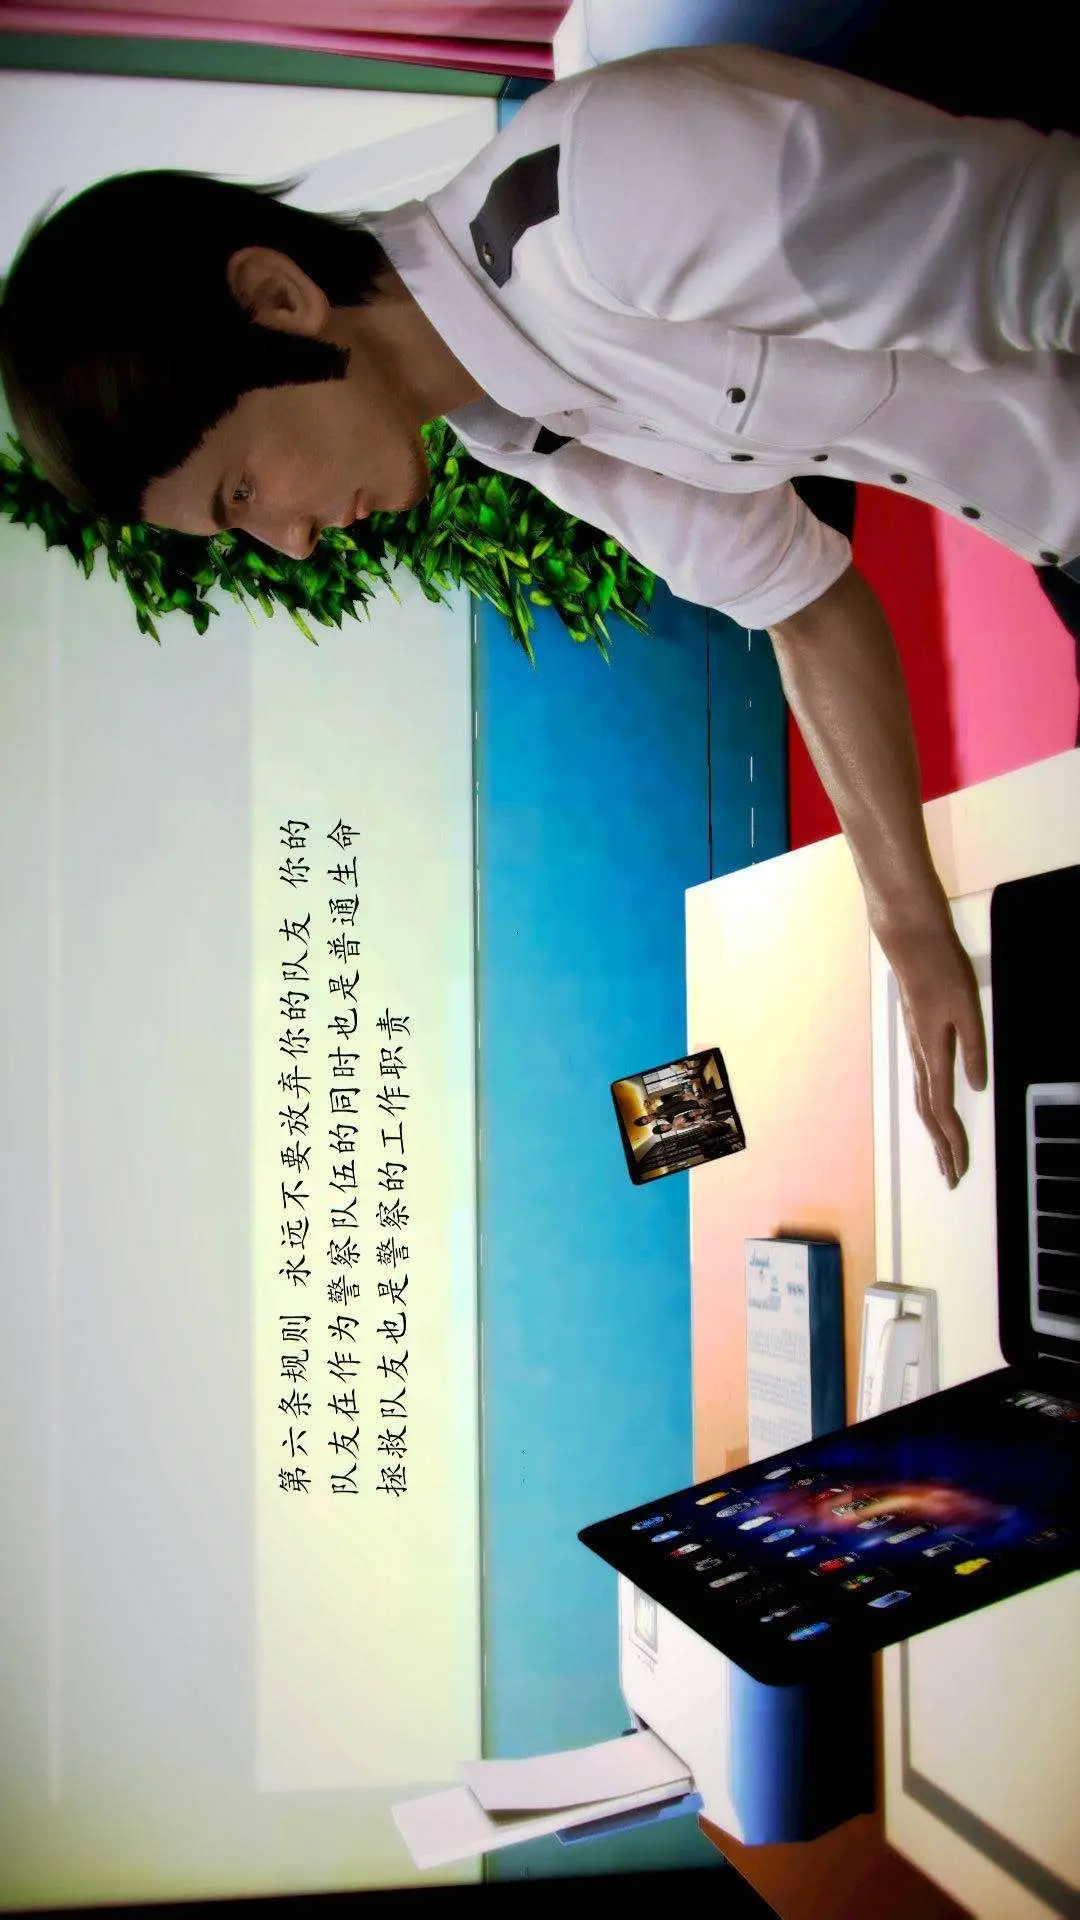 第六条规则 永远不要放弃你的队友 你的
队友在作为警察队伍的同时也是普通生命
拯救队友也是警察的工作职责